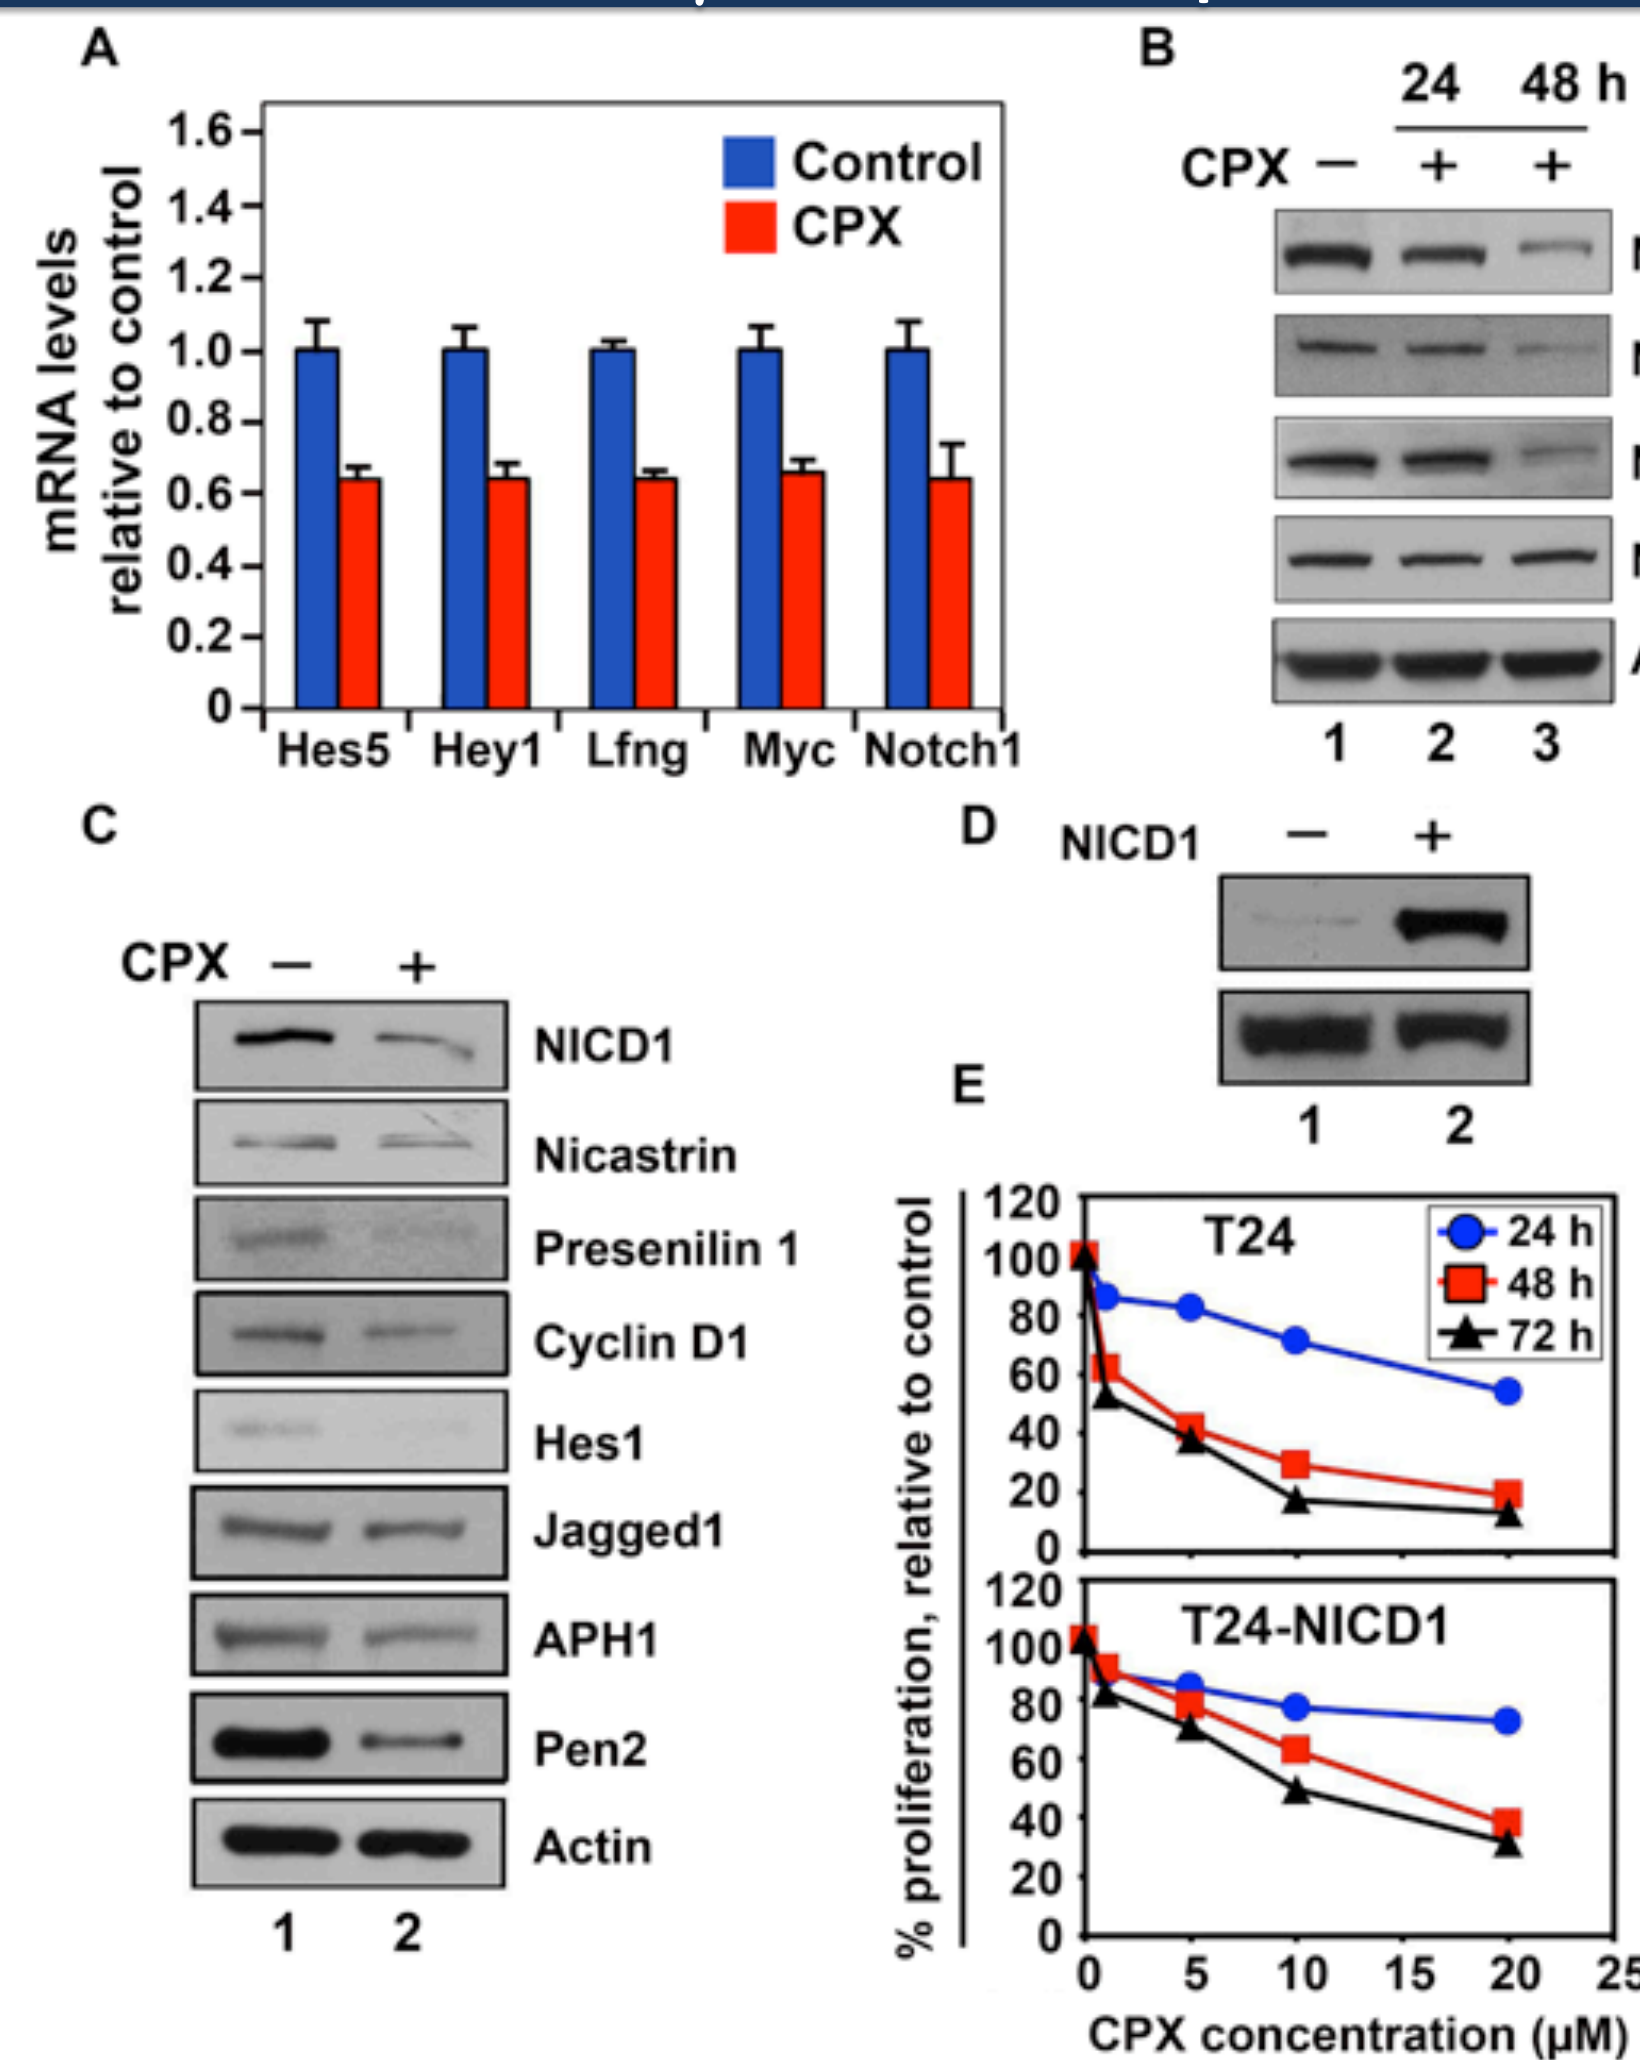 A
mRNA levels
relative to control
1.6
1.4
1.2
1.0
0.8
0.6
0.4
0.2
0
Control
CPX
Hes5 Hey1 Lfng Myc Notch1
B
24 48 h
CPX − + +
1 2 3
C
CPX − +
NICD1
Nicastrin
Presenilin 1
Cyclin D1
Hes1
Jagged1
APH1
Pen2
Actin
1 2
D
NICD1 − +
1 2
E
% proliferation, relative to control
120
100
80
60
40
20
0
T24
24 h
48 h
72 h
120
100
80
60
40
20
0
T24-NICD1
0 5 10 15 20 25
CPX concentration (µM)